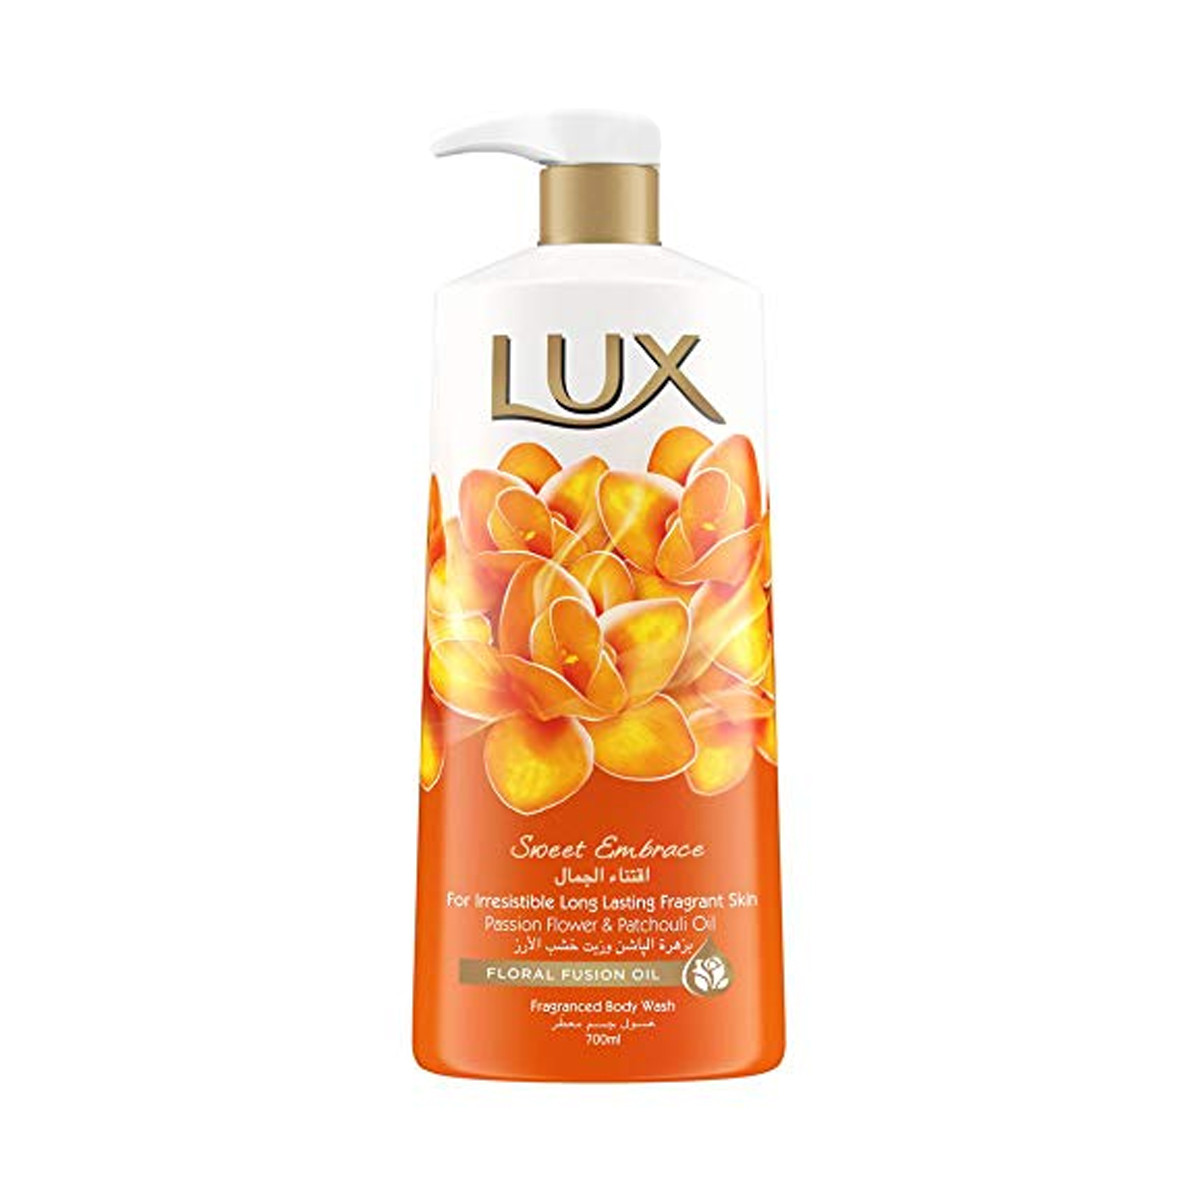 LUX
Sweet Embrace
اقتناء الجمال
For Irresistible Long Lasting Fragrant Skin
Passion Flower & Patchouli Oil
بزهرة الپاشن وزيت خشب الأرز
FLORAL FUSION OIL
Fragranced Body Wash
غسول جسم معطر
700ml